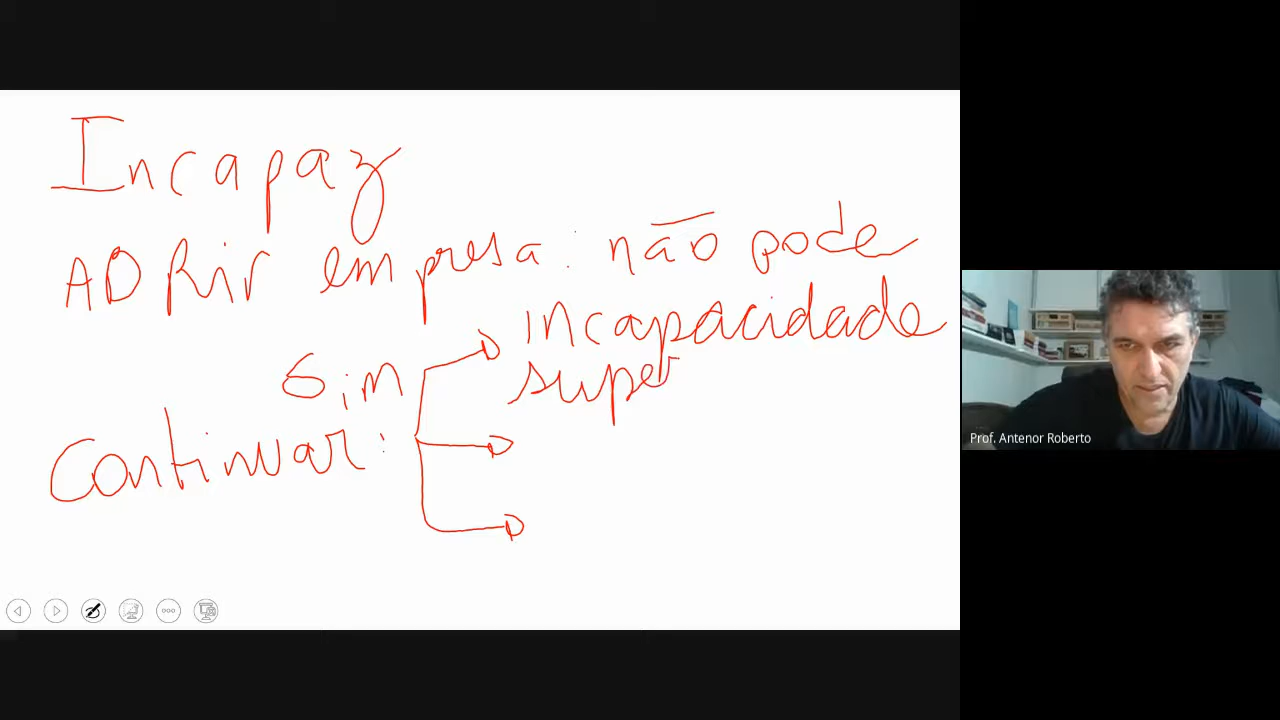 Incapaz
ABRir empresa: não pode
incapacidade
super
Sim
Continuar:
Prof. Antenor Roberto